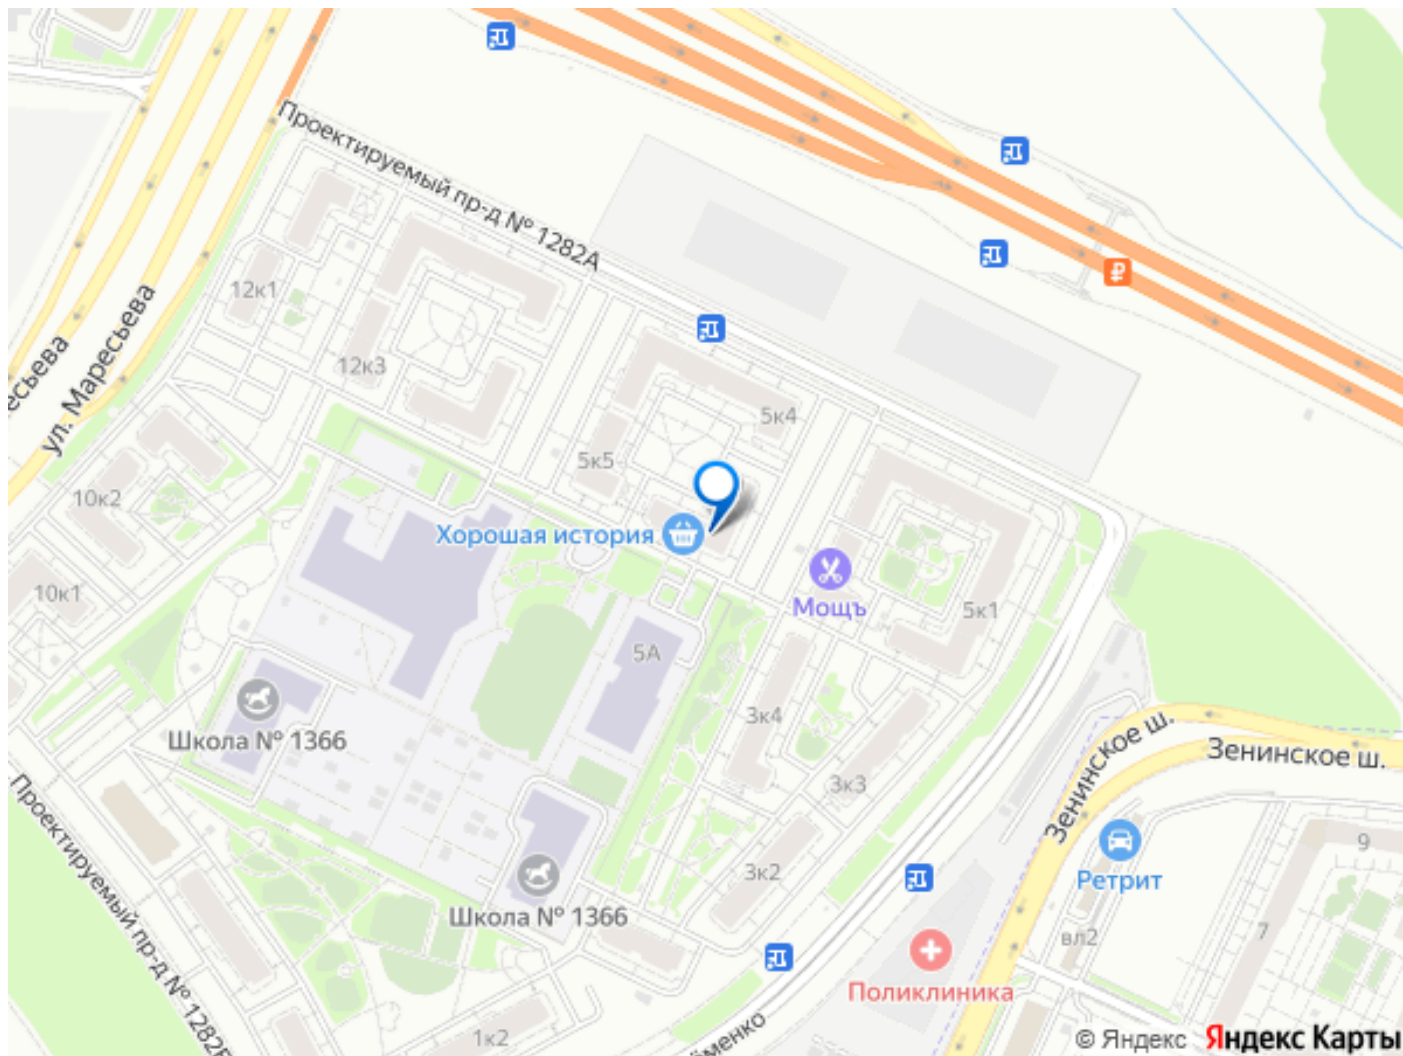 Проектируемый пр-д № 1282А
12к1
есьева
ул. Маресьева
12к3
5к4
5к5
10к2
Хорошая история
Мощъ
10к1
5к1
5А
3к4
Школа № 1366
Зенинское ш.
Зенинское ш.
3к3
Проектируемый пр-д № 1282
9
3к2
Ретрит
Школа № 1366
7
вл2
Поликлиника
1к2
ёменко
© Яндекс Яндекс Карты